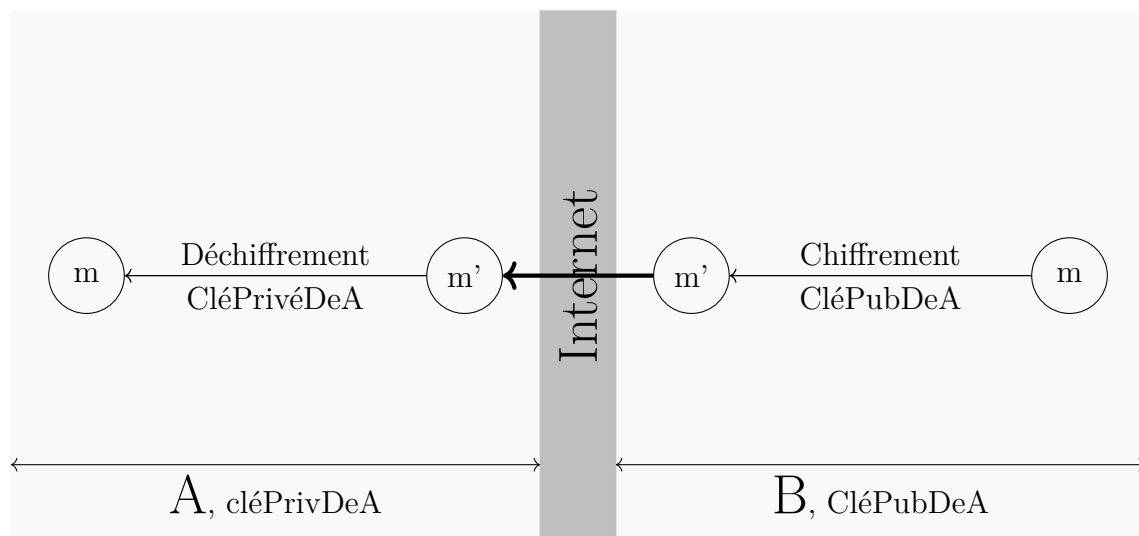 Déchiffrement
Chiffrement
m
m'
Internet
m'
m
CléPrivéDeA
CléPubDeA
A, cléPrivDeA
B, CléPubDeA